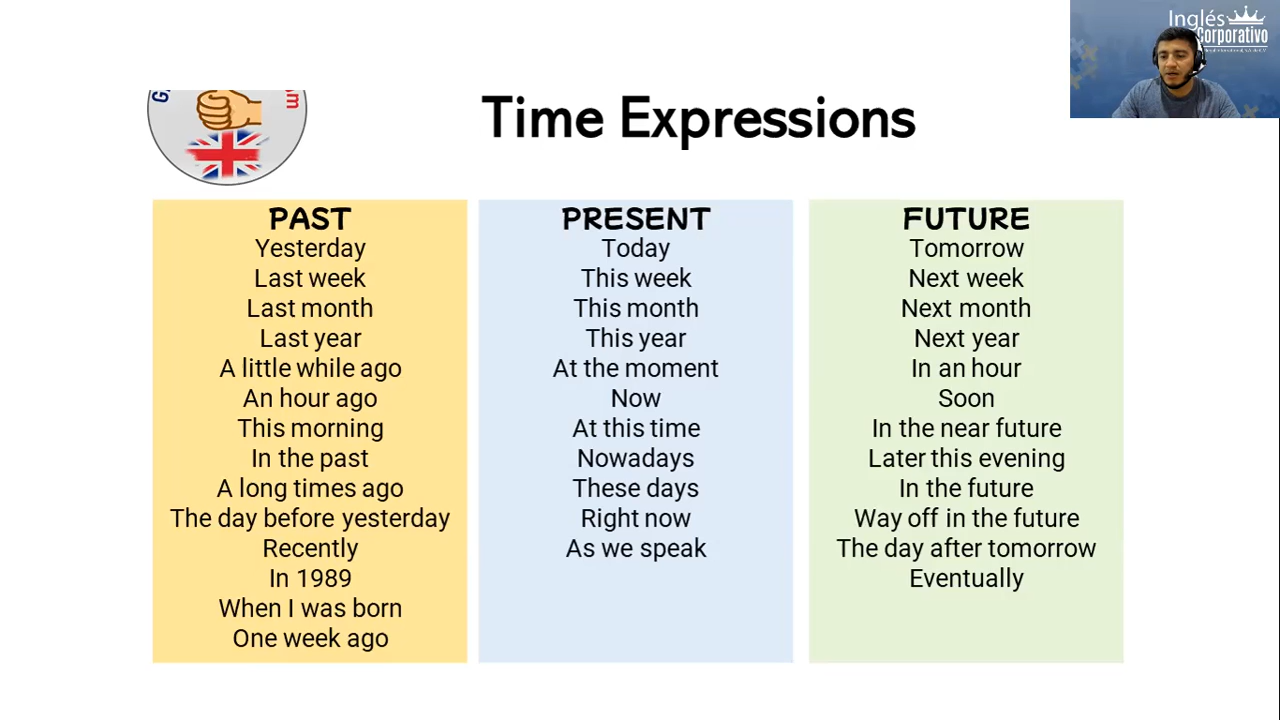 Inglés
Corporativo
Time Expressions
PAST
Yesterday
Last week
Last month
Last year
A little while ago
An hour ago
This morning
In the past
A long times ago
The day before yesterday
Recently
In 1989
When I was born
One week ago
PRESENT
Today
This week
This month
This year
At the moment
Now
At this time
Nowadays
These days
Right now
As we speak
FUTURE
Tomorrow
Next week
Next month
Next year
In an hour
Soon
In the near future
Later this evening
In the future
Way off in the future
The day after tomorrow
Eventually